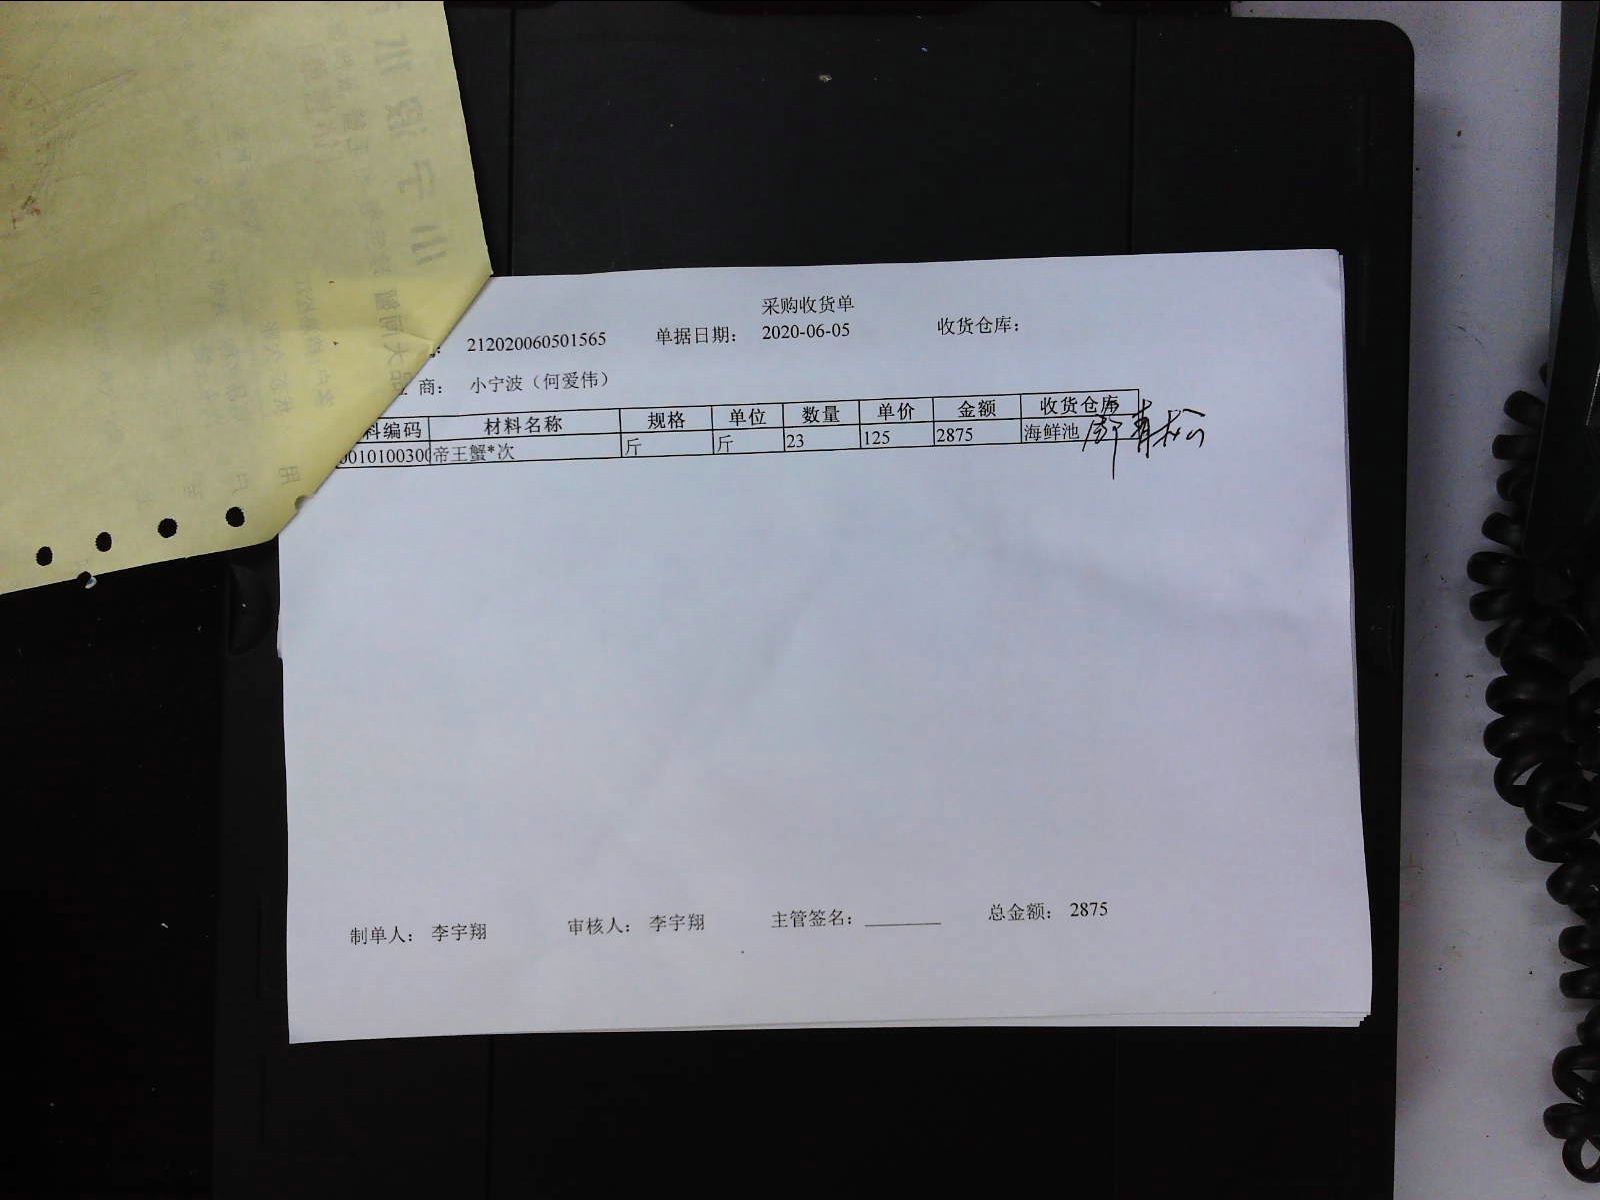 采购收货单
: 212020060501565 单据日期: 2020-06-05 收货仓库:
商: 小宁波（何爱伟）
料编码 材料名称 规格 单位 数量 单价 金额 收货仓库
0010100300 帝王蟹*次 斤 斤 23 125 2875 海鲜池
制单人: 李宇翔 审核人: 李宇翔 主管签名: 总金额: 2875